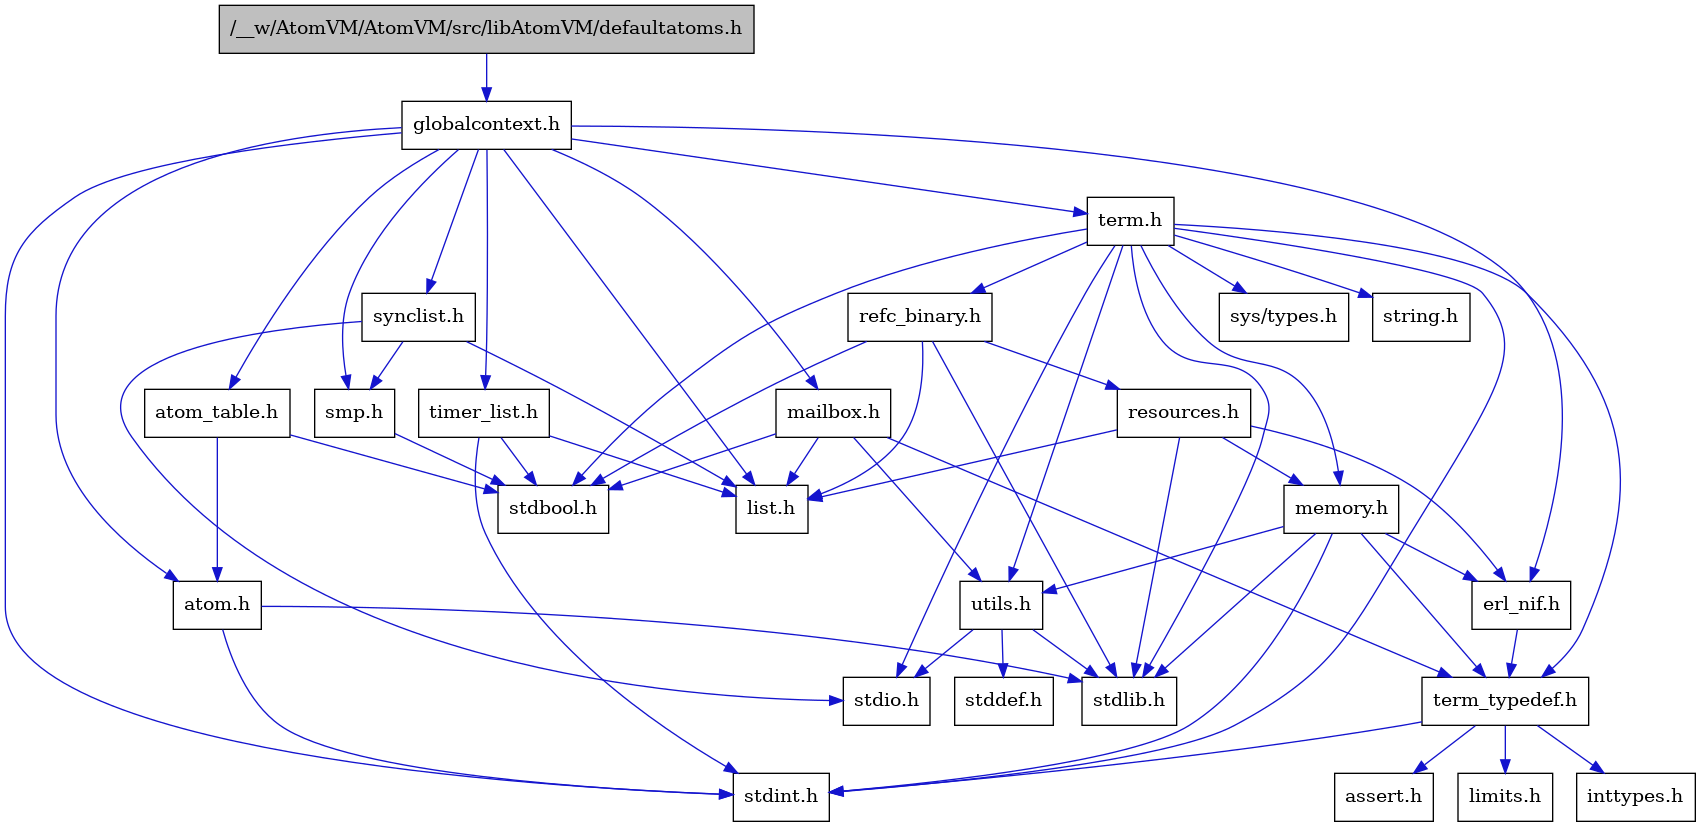 /__w/AtomVM/AtomVM/src/libAtomVM/defaultatoms.h
globalcontext.h
term.h
synclist.h
refc_binary.h
sys/types.h
string.h
atom_table.h
smp.h
timer_list.h
mailbox.h
resources.h
stdbool.h
list.h
memory.h
atom.h
utils.h
erl_nif.h
stdio.h
stddef.h
stdlib.h
term_typedef.h
stdint.h
assert.h
limits.h
inttypes.h